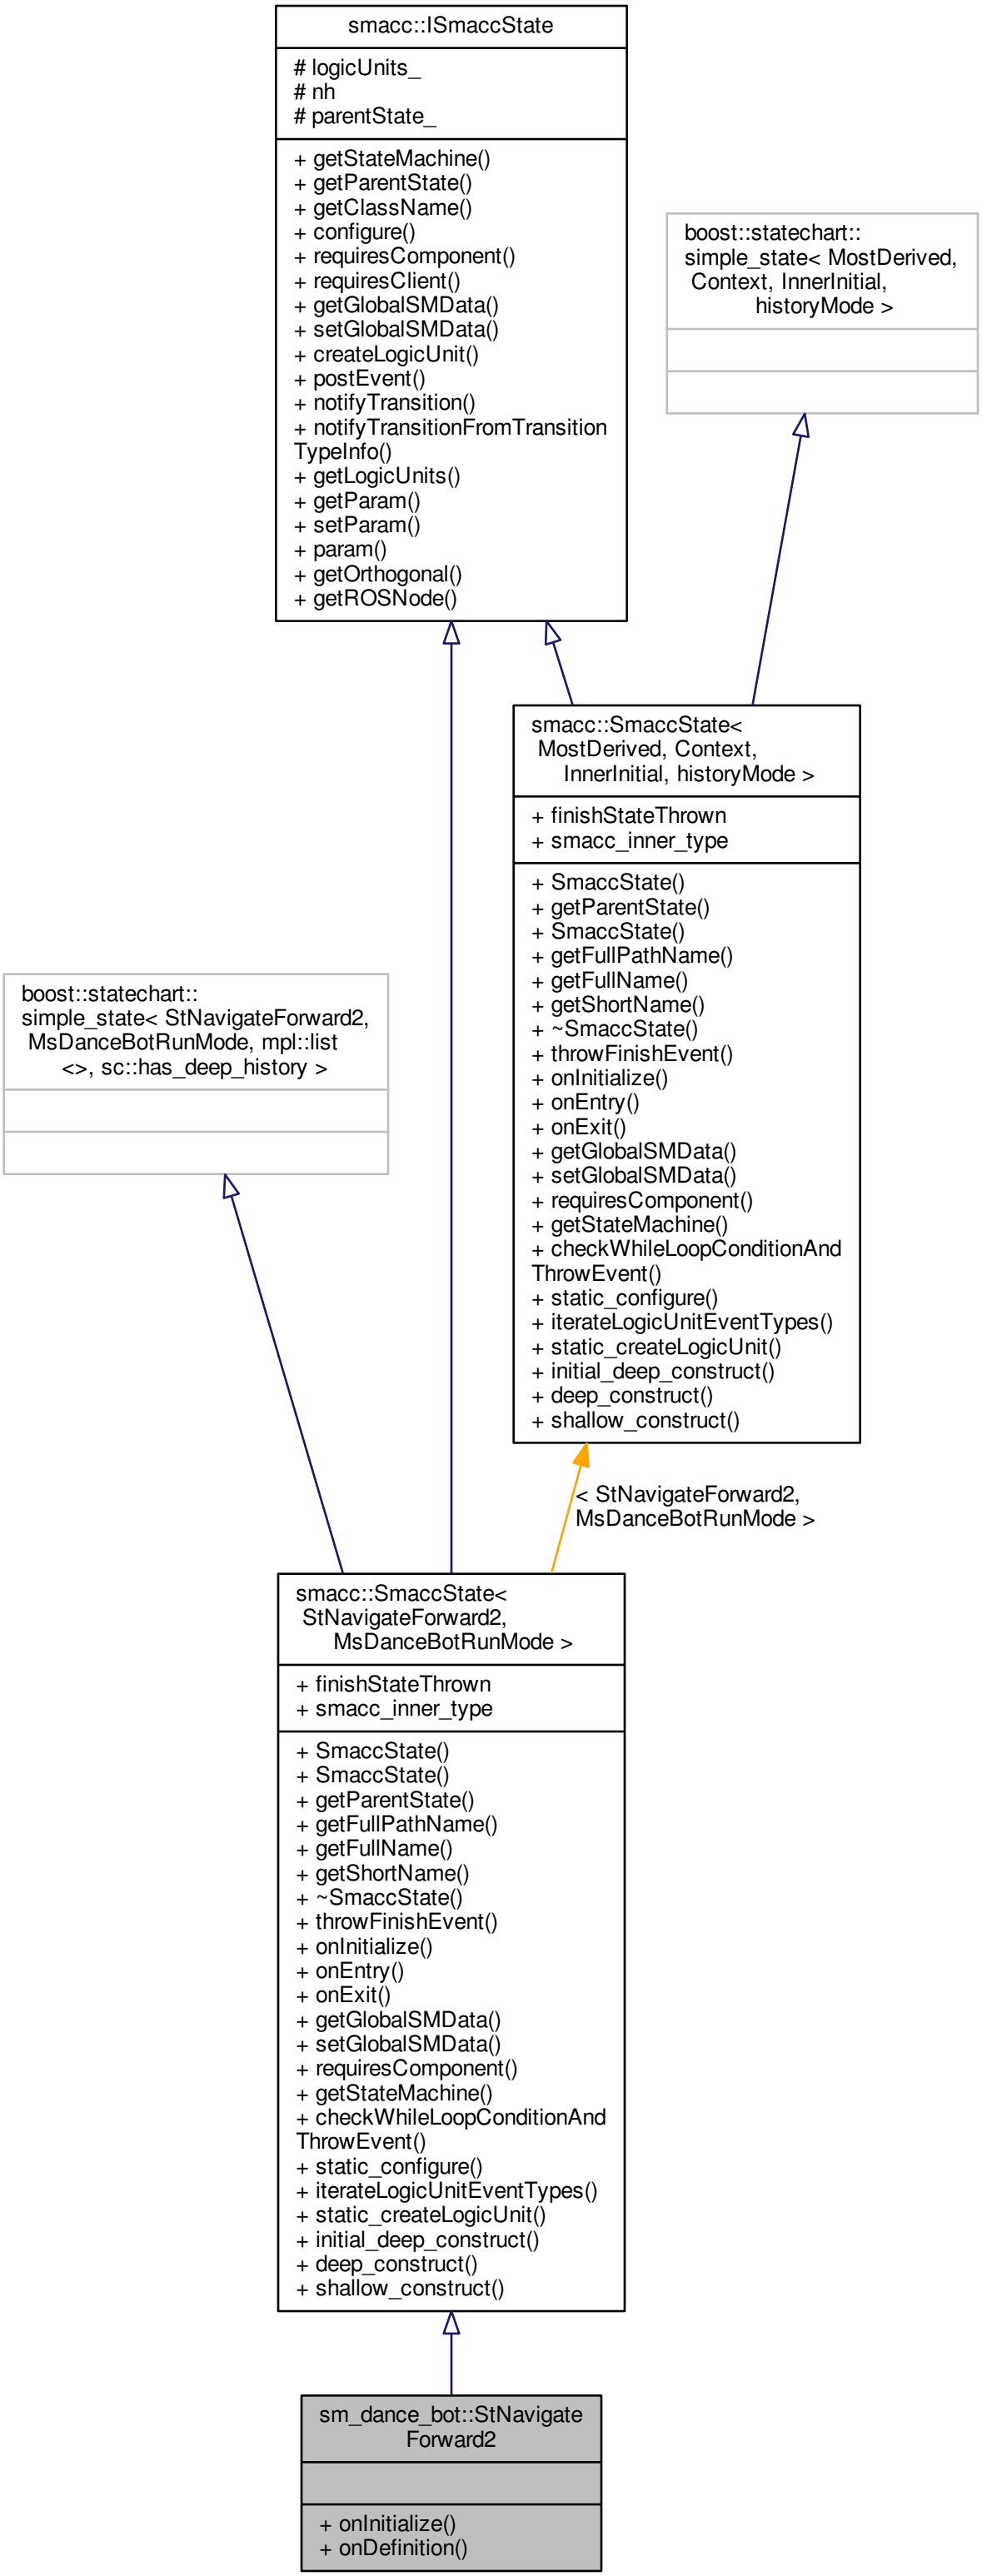 smacc::ISmaccState
# logicUnits_
# nh
# parentState_
+ getStateMachine()
+ getParentState()
+ getClassName()
+ configure()
+ requiresComponent()
+ requiresClient()
+ getGlobalSMData()
+ setGlobalSMData()
+ createLogicUnit()
+ postEvent()
+ notifyTransition()
+ notifyTransitionFromTransition
TypeInfo()
+ getLogicUnits()
+ getParam()
+ setParam()
+ param()
+ getOrthogonal()
+ getROSNode()
boost::statechart::
simple_state< MostDerived,
Context, InnerInitial,
historyMode >
smacc::SmaccState<
MostDerived, Context,
InnerInitial, historyMode >
+ finishStateThrown
+ smacc_inner_type
+ SmaccState()
+ getParentState()
+ SmaccState()
+ getFullPathName()
+ getFullName()
+ getShortName()
+ ~SmaccState()
+ throwFinishEvent()
+ onInitialize()
+ onEntry()
+ onExit()
+ getGlobalSMData()
+ setGlobalSMData()
+ requiresComponent()
+ getStateMachine()
+ checkWhileLoopConditionAnd
ThrowEvent()
+ static_configure()
+ iterateLogicUnitEventTypes()
+ static_createLogicUnit()
+ initial_deep_construct()
+ deep_construct()
+ shallow_construct()
boost::statechart::
simple_state< StNavigateForward2,
MsDanceBotRunMode, mpl::list
<>, sc::has_deep_history >
< StNavigateForward2,
MsDanceBotRunMode >
smacc::SmaccState<
StNavigateForward2,
MsDanceBotRunMode >
+ finishStateThrown
+ smacc_inner_type
+ SmaccState()
+ SmaccState()
+ getParentState()
+ getFullPathName()
+ getFullName()
+ getShortName()
+ ~SmaccState()
+ throwFinishEvent()
+ onInitialize()
+ onEntry()
+ onExit()
+ getGlobalSMData()
+ setGlobalSMData()
+ requiresComponent()
+ getStateMachine()
+ checkWhileLoopConditionAnd
ThrowEvent()
+ static_configure()
+ iterateLogicUnitEventTypes()
+ static_createLogicUnit()
+ initial_deep_construct()
+ deep_construct()
+ shallow_construct()
sm_dance_bot::StNavigate
Forward2
+ onInitialize()
+ onDefinition()